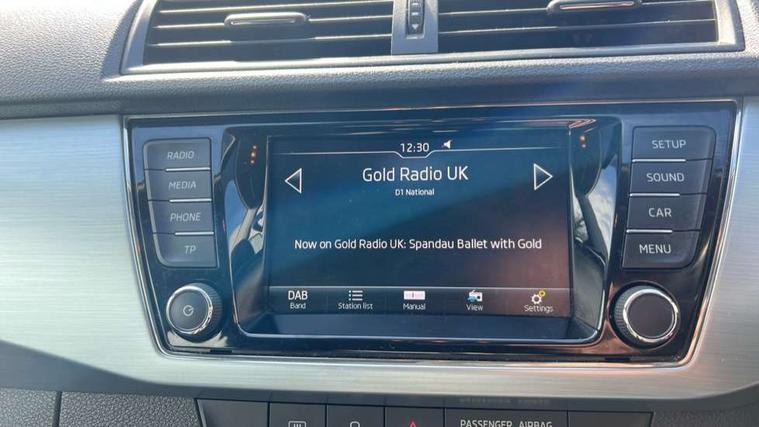 12:30
RADIO
MEDIA
PHONE
TP
Gold Radio UK
D1 National
Now on Gold Radio UK: Spandau Ballet with Gold
DAB
Band
Station list
Manual
View
Settings
SETUP
SOUND
CAR
MENU
PASSENGER AIRBAG